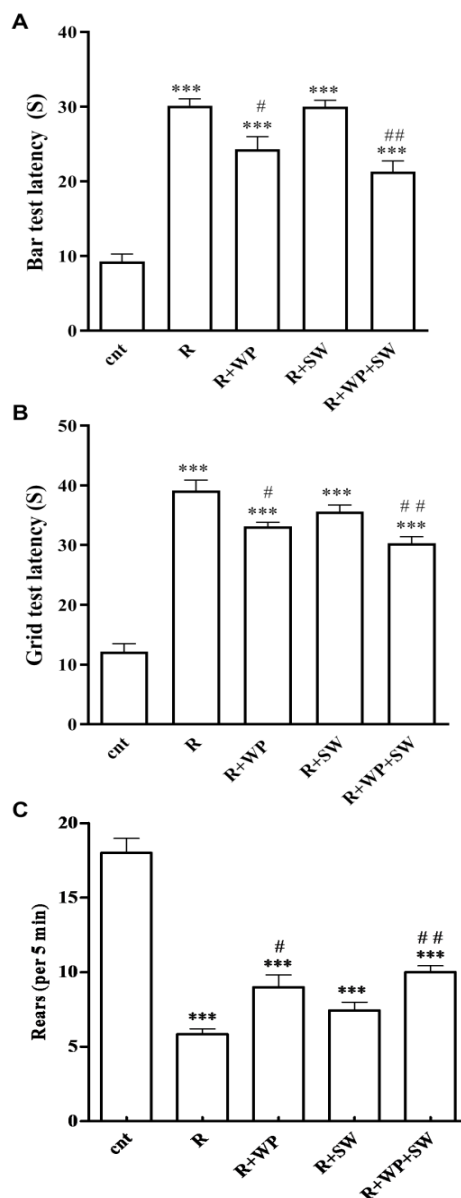 A
Bar test latency (S)
40
30
20
10
0
***
#
***
***
##
***
cnt
R
R+WP
R+SW
R+WP+SW
B
Grid test latency (S)
50
40
30
20
10
0
***
#
***
***
# #
***
cnt
R
R+WP
R+SW
R+WP+SW
C
Rears (per 5 min)
20
15
10
5
0
***
#
***
***
# #
***
cnt
R
R+WP
R+SW
R+WP+SW